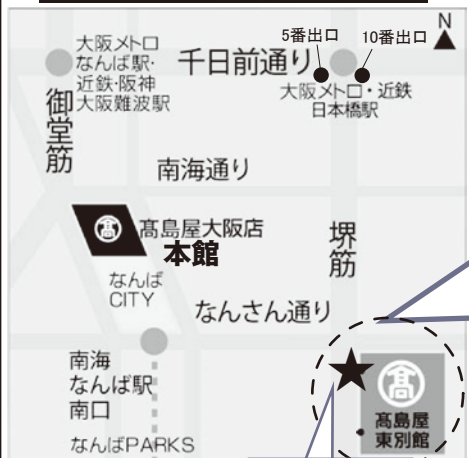 N
5番出口
10番出口
大阪メトロ
なんば駅・
近鉄・阪神
大阪難波駅
千日前通り
大阪メトロ・近鉄
日本橋駅
御堂筋
南海通り
髙
髙島屋大阪店
本館
堺筋
なんば
CITY
なんさん通り
南海
なんば駅
南口
髙
髙島屋
東別館
なんばPARKS